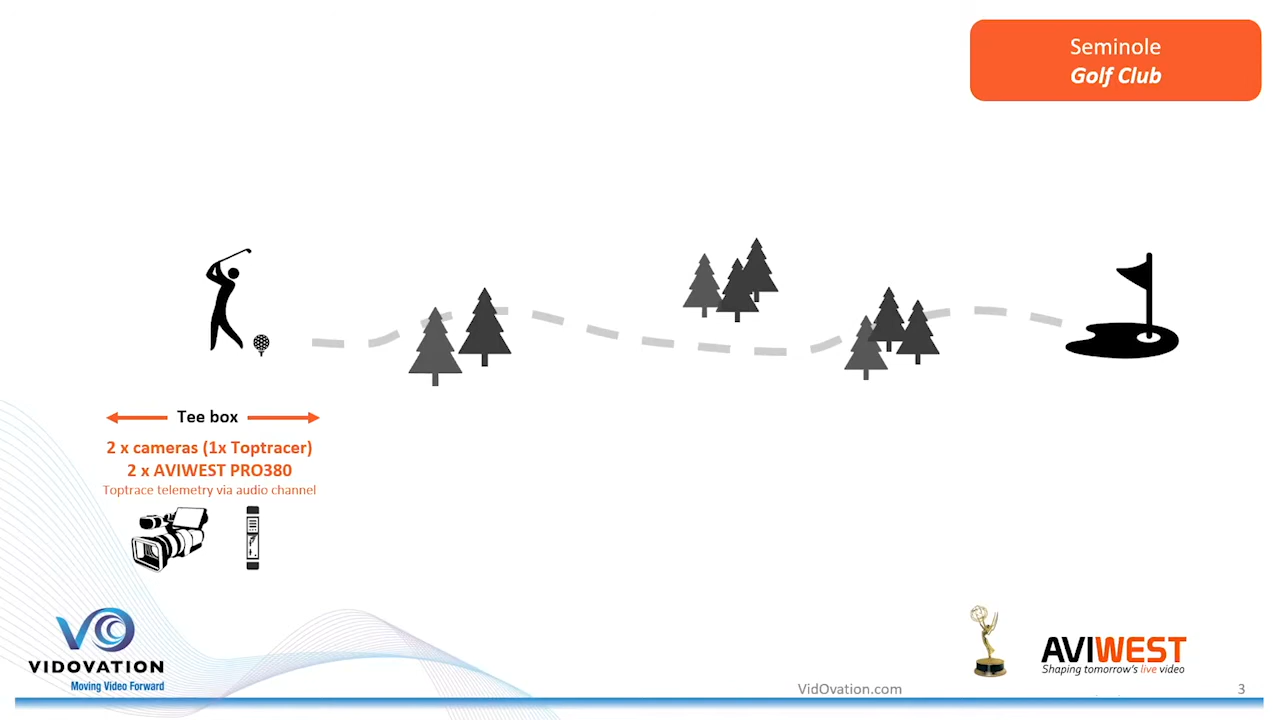 Seminole
Golf Club
Tee box
2 x cameras (1x Toptracer)
2 x AVIWEST PRO380
Toptrace telemetry via audio channel
VO
VIDOVATION
Moving Video Forward
VidOvation.com
AVIWEST
Shaping tomorrow's live video
3